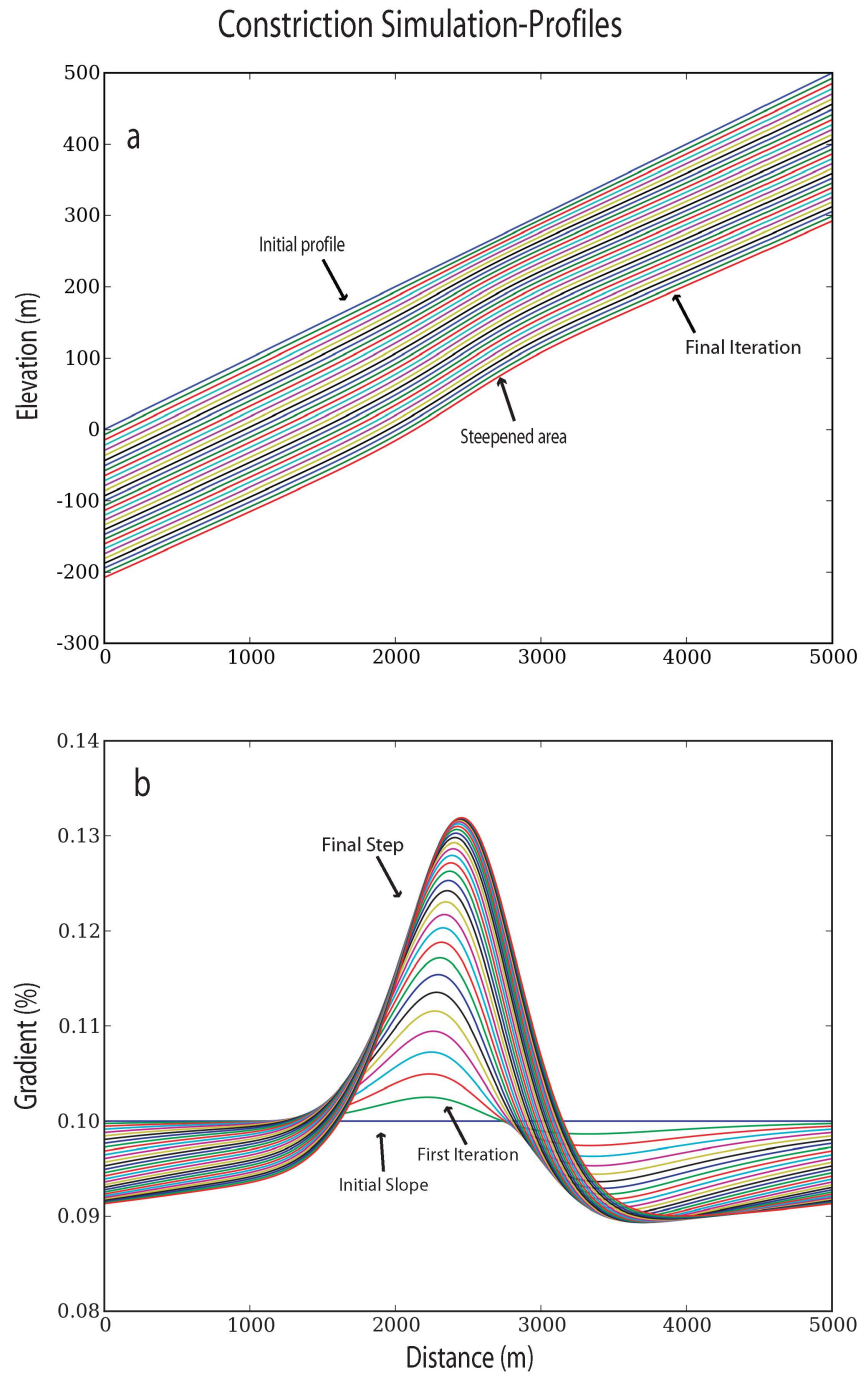 Constriction Simulation-Profiles
a
500
400
300
200
100
0
-100
-200
-300
Elevation (m)
Initial profile
Final Iteration
Steepened area
0 1000 2000 3000 4000 5000
b
0.14
0.13
0.12
0.11
0.10
0.09
0.08
Gradient (%)
Final Step
First Iteration
Initial Slope
0 1000 2000 3000 4000 5000
Distance (m)